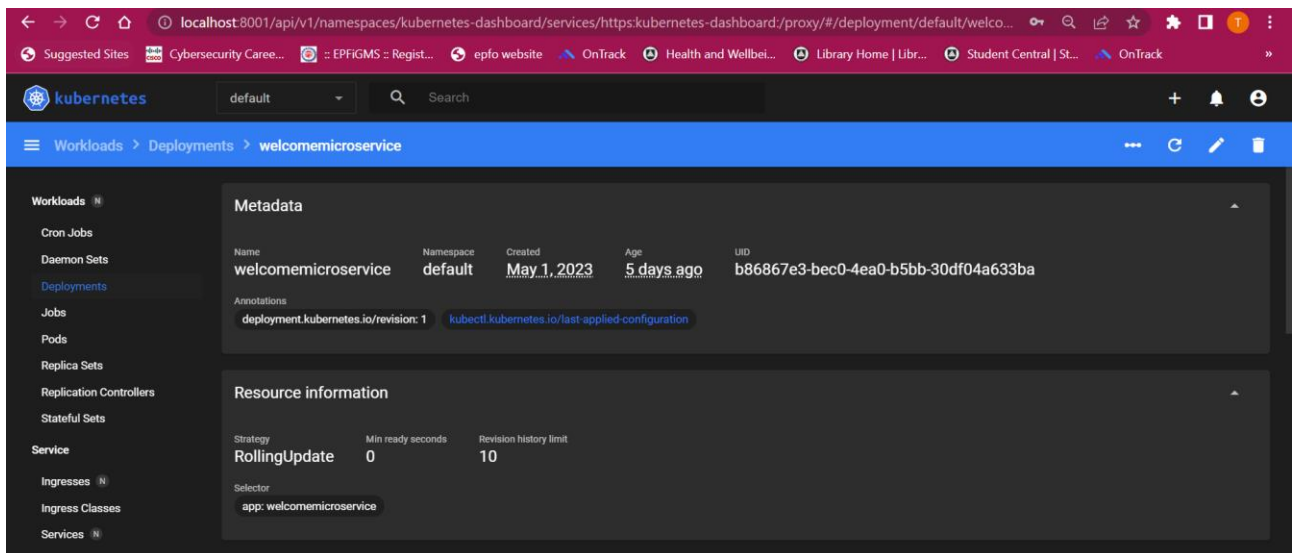 localhost:8001/api/v1/namespaces/kubernetes-dashboard/services/https:kubernetes-dashboard:/proxy/#/deployment/default/welco... T
Suggested Sites Cybersecurity Caree... :: EPFiGMS :: Regist... epfo website OnTrack Health and Wellbei... Library Home | Libr... Student Central | St... OnTrack »
kubernetes default Search
Workloads > Deployments > welcomemicroservice
Workloads N
Cron Jobs
Daemon Sets
Deployments
Jobs
Pods
Replica Sets
Replication Controllers
Stateful Sets
Service
Ingresses N
Ingress Classes
Services N
Metadata
Name Namespace Created Age UID
welcomemicroservice default May 1, 2023 5 days ago b86867e3-bec0-4ea0-b5bb-30df04a633ba
Annotations
deployment.kubernetes.io/revision: 1 kubectl.kubernetes.io/last-applied-configuration
Resource information
Strategy Min ready seconds Revision history limit
RollingUpdate 0 10
Selector
app: welcomemicroservice